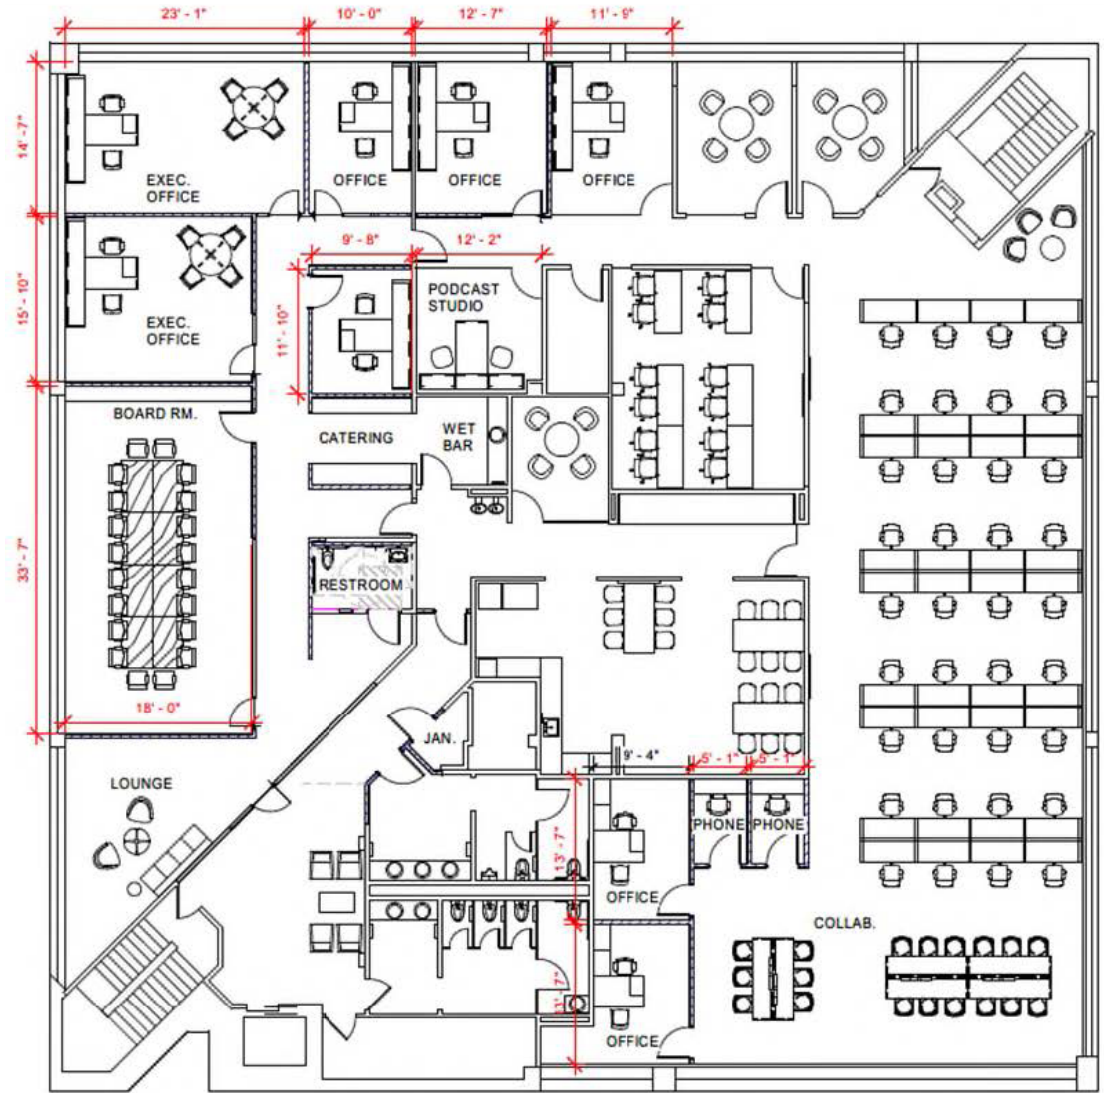 23' - 1"
10' - 0"
12' - 7"
11' - 9"
14' - 7"
EXEC.
OFFICE
OFFICE
OFFICE
OFFICE
9' - 8"
12' - 2"
15' - 10"
11' - 10"
PODCAST
STUDIO
EXEC.
OFFICE
BOARD RM.
CATERING
WET
BAR
33' - 7"
RESTROOM
18' - 0"
JAN.
9' - 4"
5' - 1"
5' - 1"
LOUNGE
PHONE
PHONE
13' - 7"
OFFICE
COLLAB.
OFFICE